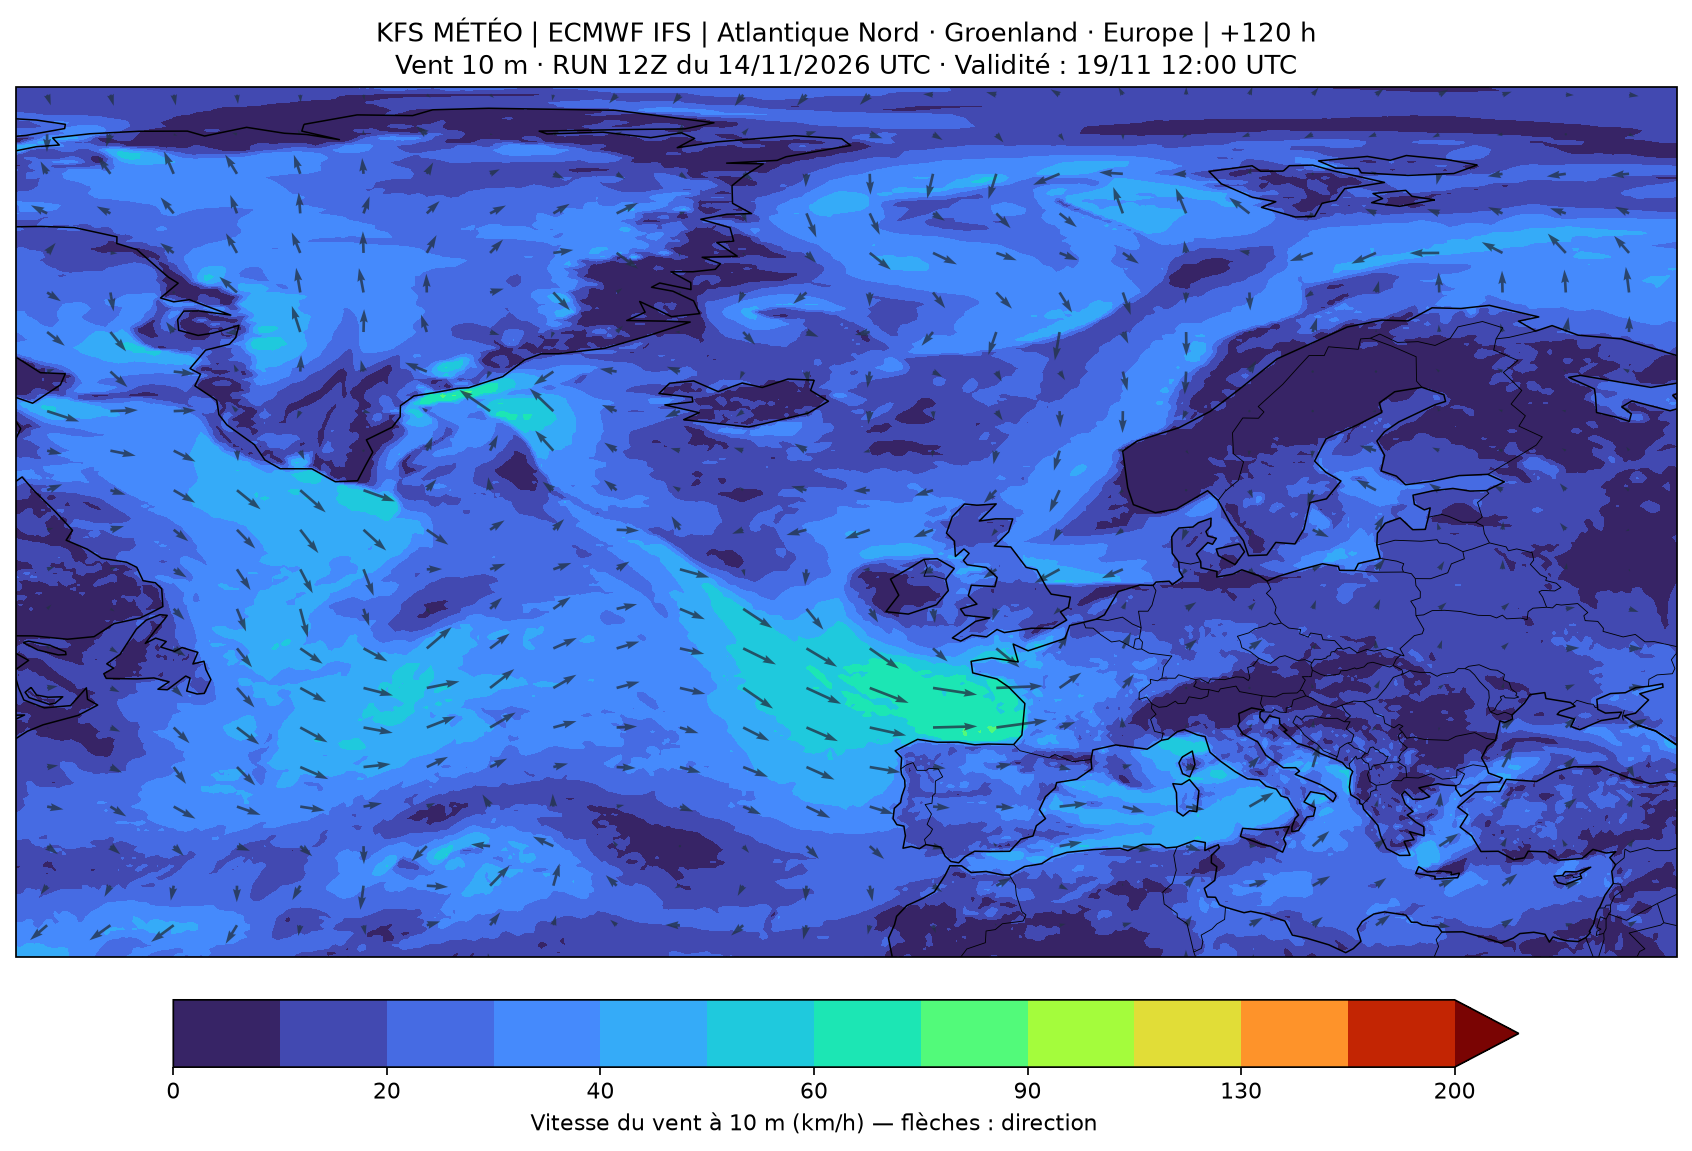 KFS MÉTÉO | ECMWF IFS | Atlantique Nord · Groenland · Europe | +120 h
Vent 10 m · RUN 12Z du 14/11/2026 UTC · Validité : 19/11 12:00 UTC
0 20 40 60 90 130 200
Vitesse du vent à 10 m (km/h) — flèches : direction